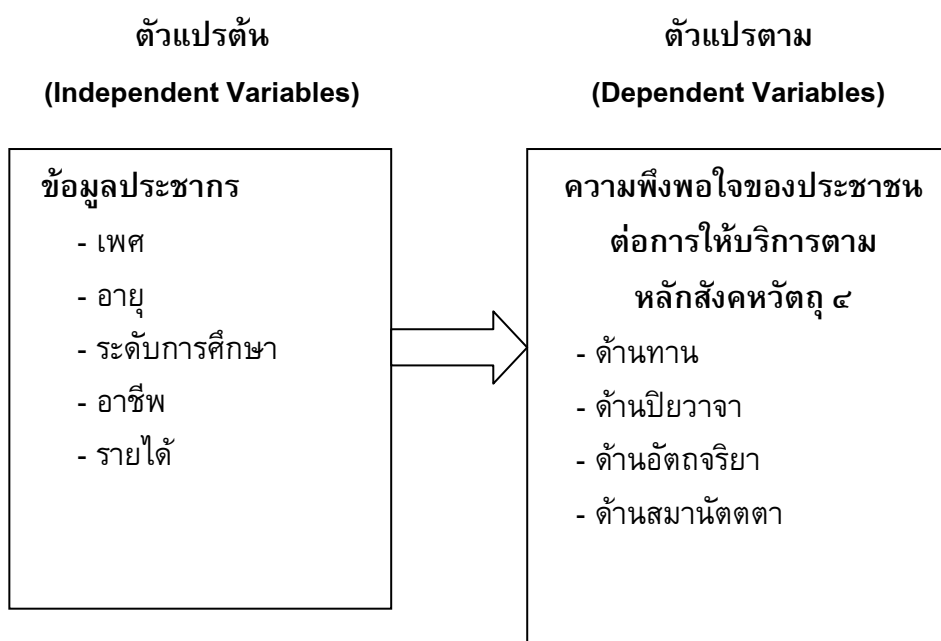 ตัวแปรต้น
(Independent Variables)
ข้อมูลประชากร
- เพศ
- อายุ
- ระดับการศึกษา
- อาชีพ
- รายได้
ตัวแปรตาม
(Dependent Variables)
ความพึงพอใจของประชาชน
ต่อการให้บริการตาม
หลักสังคหวัตถุ ๔
- ด้านทาน
- ด้านปิยวาจา
- ด้านอัตถจริยา
- ด้านสมานัตตตา